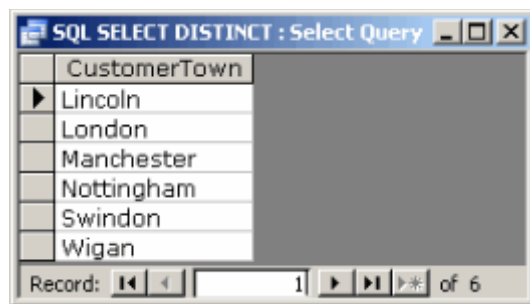 SQL SELECT DISTINCT : Select Query
CustomerTown
Lincoln
London
Manchester
Nottingham
Swindon
Wigan
Record: 1 of 6